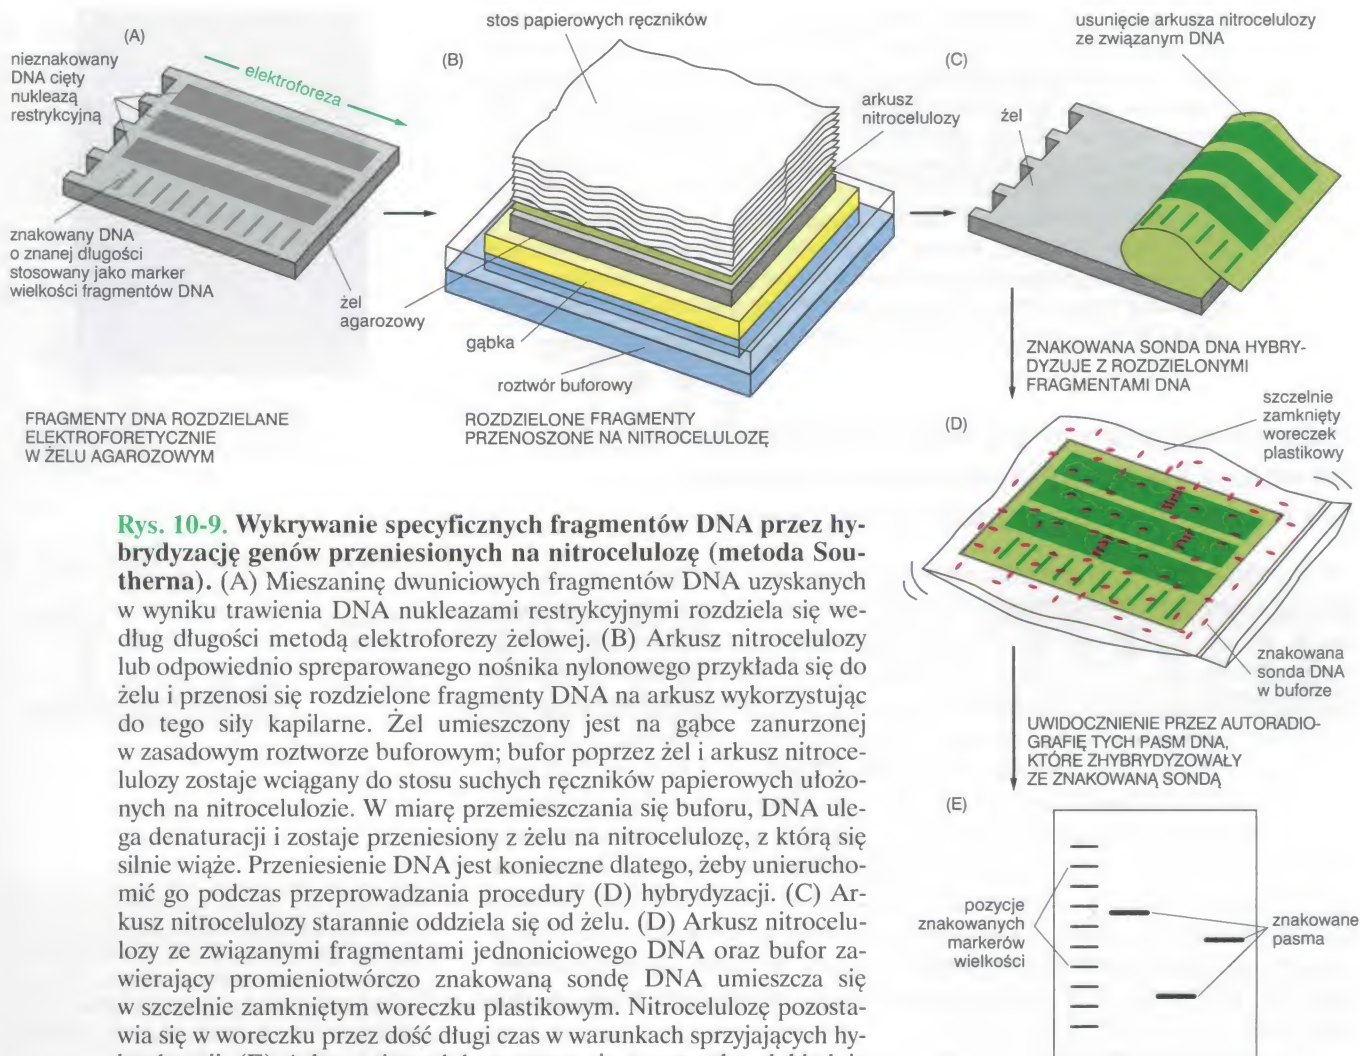 (A)
nieznakowany
DNA cięty
nukleazą
restrykcyjną
elektroforeza
znakowany DNA
o znanej długości
stosowany jako marker
wielkości fragmentów DNA
żel
agarozowy
FRAGMENTY DNA ROZDZIELANE
ELEKTROFORETYCZNIE
W ŻELU AGAROZOWYM
stos papierowych ręczników
(B)
arkusz
nitrocelulozy
gąbka
roztwór buforowy
ROZDZIELONE FRAGMENTY
PRZENOSZONE NA NITROCELULOZĘ
usunięcie arkusza nitrocelulozy
ze związanym DNA
(C)
żel
ZNAKOWANA SONDA DNA HYBRY-
DYZUJE Z ROZDZIELONYMI
FRAGMENTAMI DNA
(D)
szczelnie
zamknięty
woreczek
plastikowy
znakowana
sonda DNA
w buforze
UWIDOCZNIENIE PRZEZ AUTORADIO-
GRAFIĘ TYCH PASM DNA,
KTÓRE ZHYBRYDYZOWAŁY
ZE ZNAKOWANĄ SONDĄ
(E)
pozycje
znakowanych
markerów
wielkości
znakowane
pasma
Rys. 10-9. Wykrywanie specyficznych fragmentów DNA przez hy-
brydyzację genów przeniesionych na nitrocelulozę (metoda Sou-
therna). (A) Mieszaninę dwuniciowych fragmentów DNA uzyskanych
w wyniku trawienia DNA nukleazami restrykcyjnymi rozdziela się we-
dług długości metodą elektroforezy żelowej. (B) Arkusz nitrocelulozy
lub odpowiednio spreparowanego nośnika nylonowego przykłada się do
żelu i przenosi się rozdzielone fragmenty DNA na arkusz wykorzystując
do tego siły kapilarne. Żel umieszczony jest na gąbce zanurzonej
w zasadowym roztworze buforowym; bufor poprzez żel i arkusz nitroce-
lulozy zostaje wciągany do stosu suchych ręczników papierowych ułożo-
nych na nitrocelulozie. W miarę przemieszczania się buforu, DNA ule-
ga denaturacji i zostaje przeniesiony z żelu na nitrocelulozę, z którą się
silnie wiąże. Przeniesienie DNA jest konieczne dlatego, żeby unierucho-
mić go podczas przeprowadzania procedury (D) hybrydyzacji. (C) Ar-
kusz nitrocelulozy starannie oddziela się od żelu. (D) Arkusz nitrocelu-
lozy ze związanymi fragmentami jednoniciowego DNA oraz bufor za-
wierający promieniotwórczo znakowaną sondę DNA umieszcza się
w szczelnie zamkniętym woreczku plastikowym. Nitrocelulozę pozosta-
wia się w woreczku przez dość długi czas w warunkach sprzyjających hy-